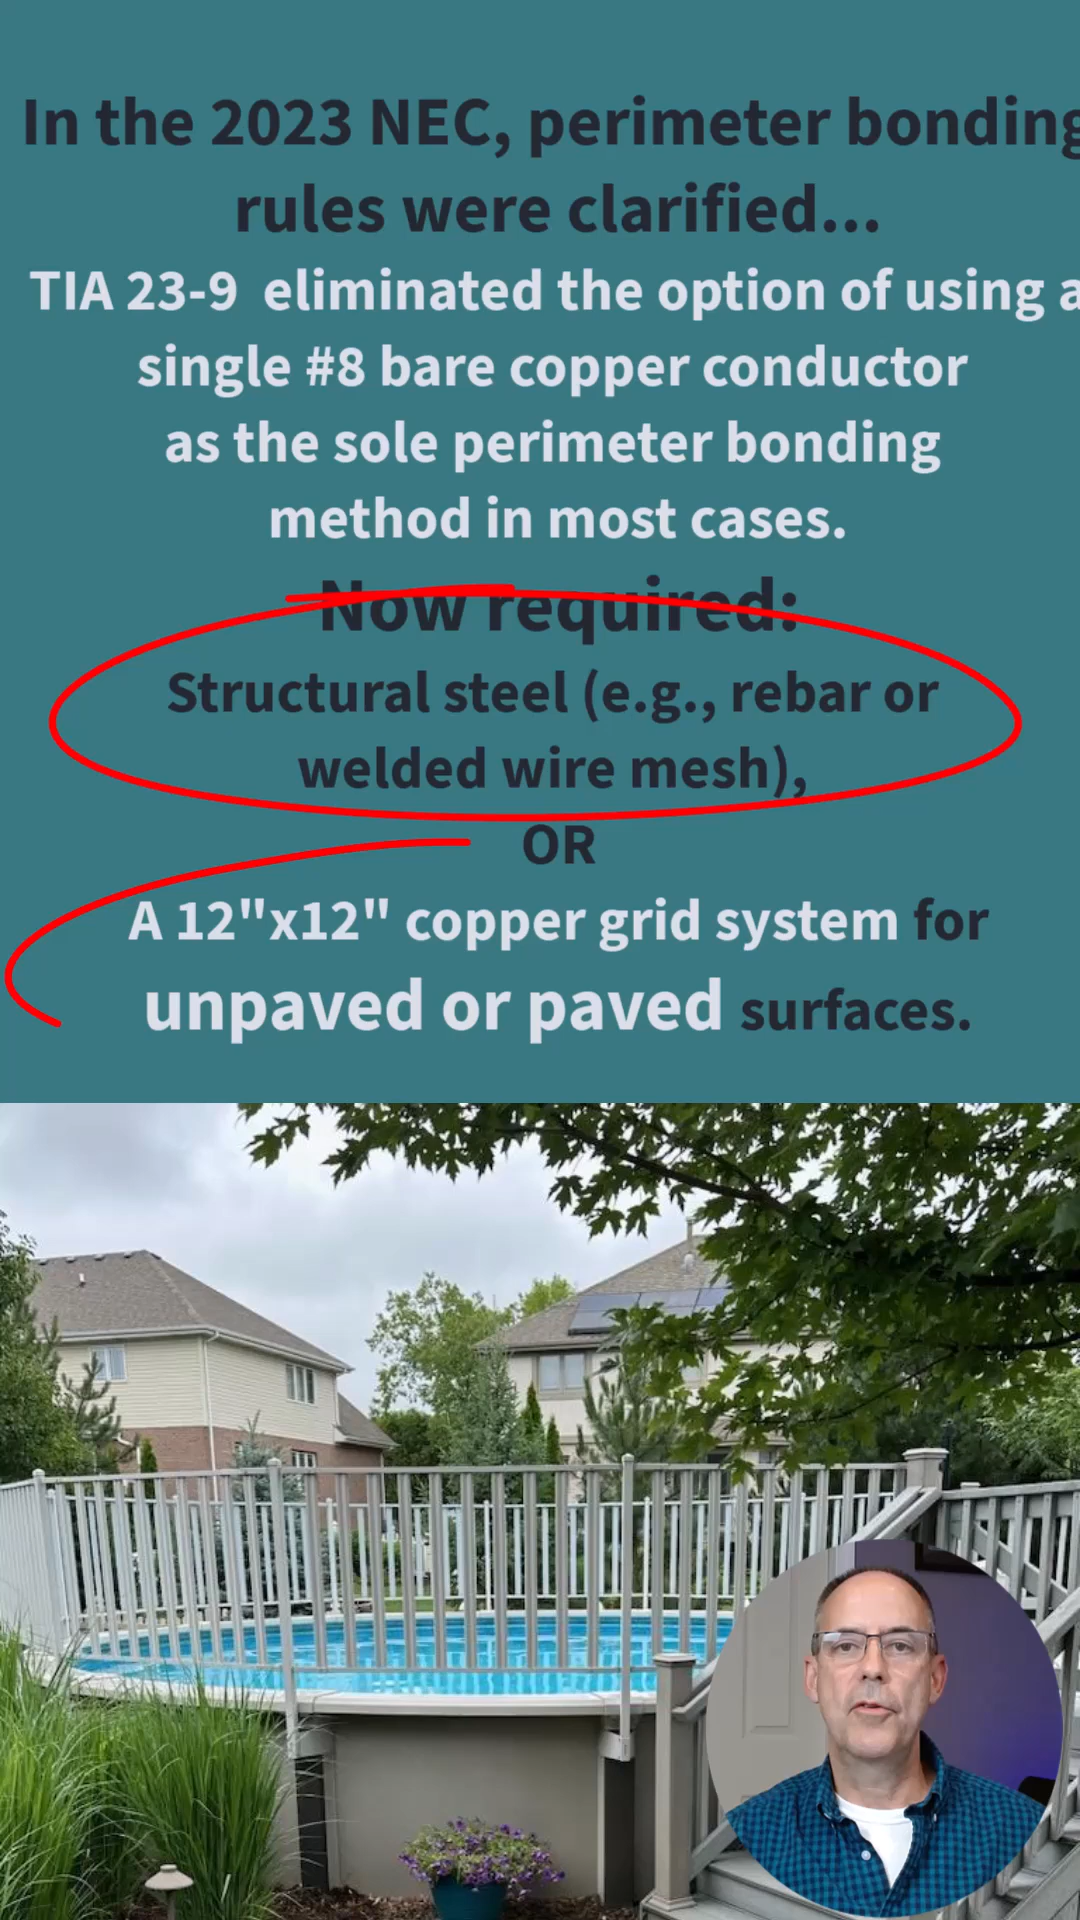 In the 2023 NEC, perimeter bonding
rules were clarified...
TIA 23-9 eliminated the option of using a
single #8 bare copper conductor
as the sole perimeter bonding
method in most cases.
Now required:
Structural steel (e.g., rebar or
welded wire mesh),
OR
A 12"x12" copper grid system for
unpaved or paved surfaces.